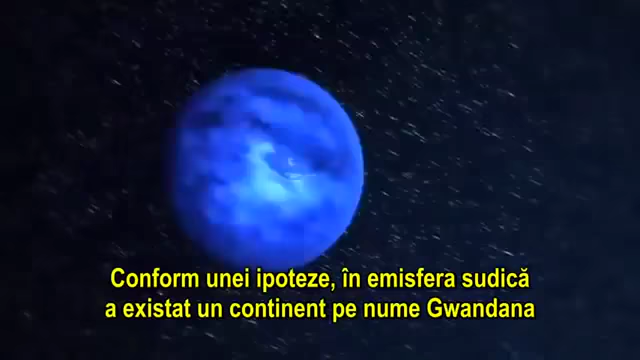 Conform unei ipoteze, în emisfera sudică
a existat un continent pe nume Gwandana